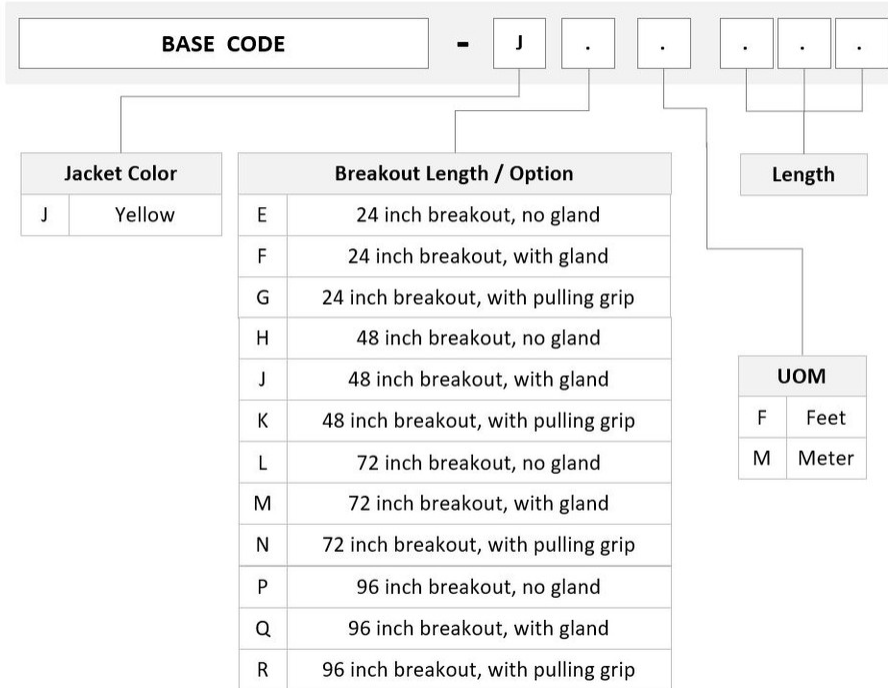 BASE CODE - J . . . . .
Jacket Color
J Yellow
Breakout Length / Option
E 24 inch breakout, no gland
F 24 inch breakout, with gland
G 24 inch breakout, with pulling grip
H 48 inch breakout, no gland
J 48 inch breakout, with gland
K 48 inch breakout, with pulling grip
L 72 inch breakout, no gland
M 72 inch breakout, with gland
N 72 inch breakout, with pulling grip
P 96 inch breakout, no gland
Q 96 inch breakout, with gland
R 96 inch breakout, with pulling grip
Length
UOM
F Feet
M Meter